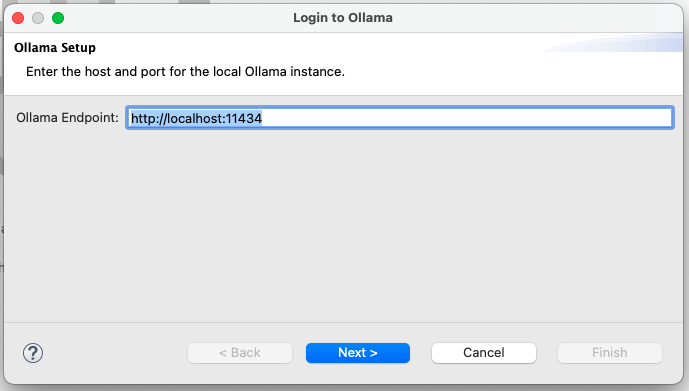 Login to Ollama
Ollama Setup
Enter the host and port for the local Ollama instance.
Ollama Endpoint: http://localhost:11434
? < Back Next > Cancel Finish